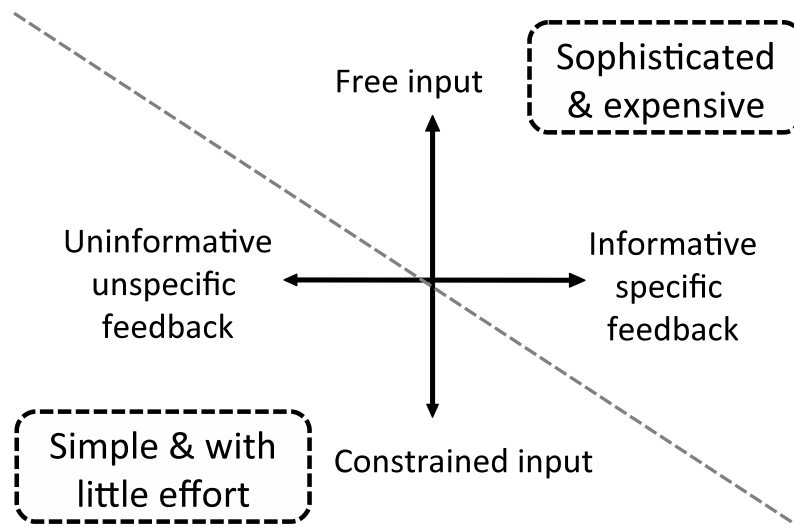 Sophisticated
& expensive
Free input
Uninformative
unspecific
feedback
Informative
specific
feedback
Simple & with
little effort
Constrained input